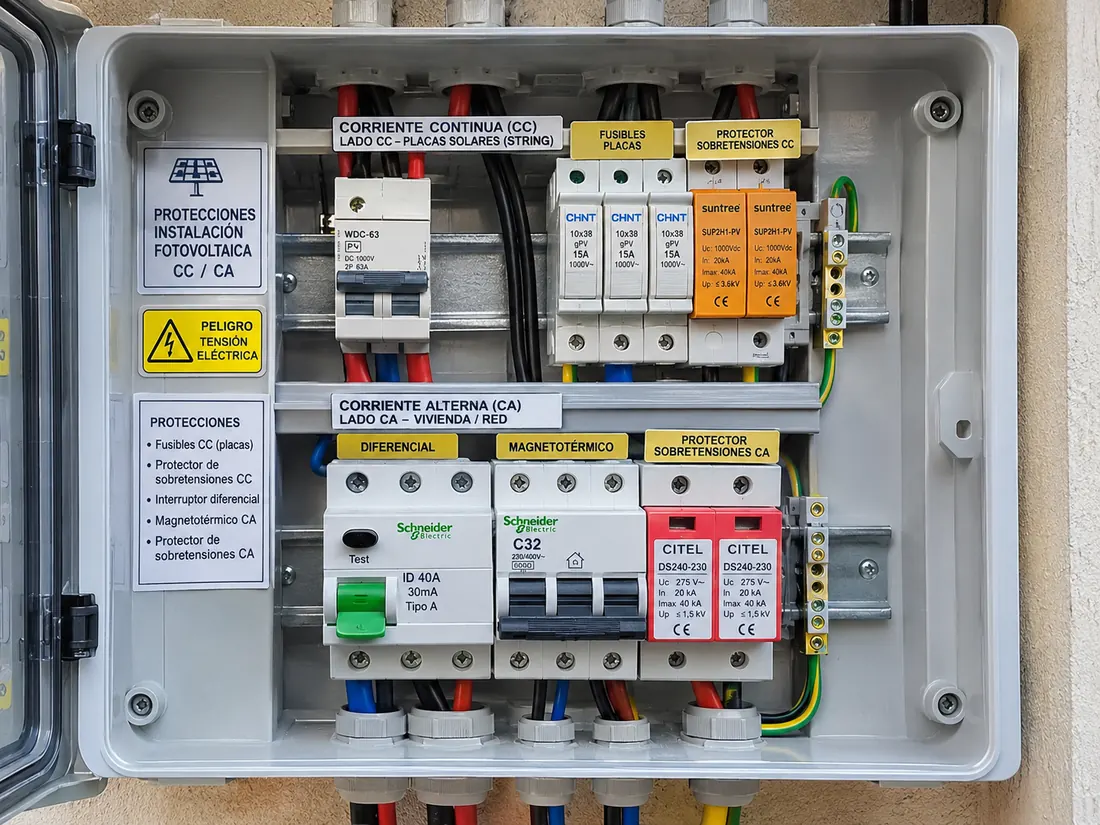 CORRIENTE CONTINUA (CC)
LADO CC – PLACAS SOLARES (STRING)
FUSIBLES
PLACAS
PROTECTOR
SOBRETENSIONES CC
PROTECCIONES
INSTALACIÓN
FOTOVOLTAICA
CC / CA
PELIGRO
TENSIÓN
ELÉCTRICA
PROTECCIONES
• Fusibles CC (placas)
• Protector de
sobretensiones CC
• Interruptor diferencial
• Magnetotérmico CA
• Protector de
sobretensiones CA
WDC-63
DC 1000V
2P 63A
CHNT
10x38
gPV
15A
1000V~
CHNT
10x38
gPV
15A
1000V~
CHNT
10x38
gPV
15A
1000V~
suntree
SUP2H1-PV
Uc: 1000Vdc
In: 20kA
Imax: 40kA
Up: ≤3.6kV
CE
suntree
SUP2H1-PV
Uc: 1000Vdc
In: 20kA
Imax: 40kA
Up: ≤3.6kV
CE
CORRIENTE ALTERNA (CA)
LADO CA – VIVIENDA / RED
DIFERENCIAL
MAGNETOTÉRMICO
PROTECTOR
SOBRETENSIONES CA
Schneider
Electric
Test
ID 40A
30mA
Tipo A
Schneider
Electric
C32
230/400V~
6000
CITEL
DS240-230
Uc 275 V~
In 20 kA
Imax 40 kA
Up ≤ 1,5 kV
CE
CITEL
DS240-230
Uc 275 V~
In 20 kA
Imax 40 kA
Up ≤ 1,5 kV
CE